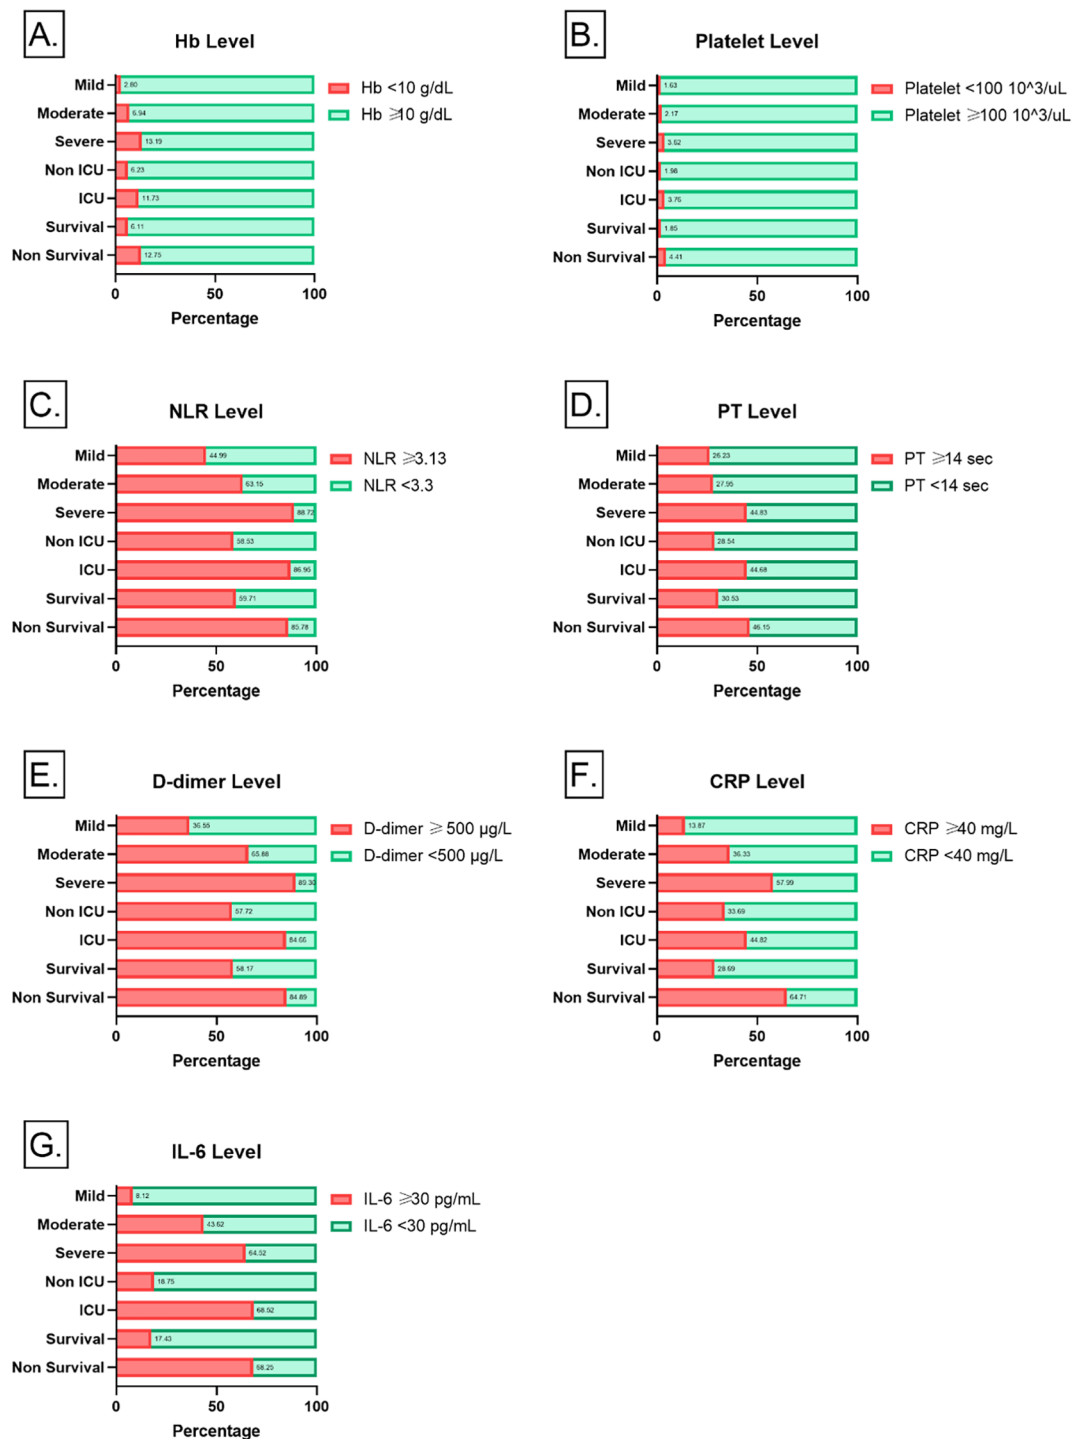 A.
Hb Level
Mild 2.80
Moderate 6.94
Severe 13.19
Non ICU 6.23
ICU 11.73
Survival 6.11
Non Survival 12.75
0 50 100
Percentage
Hb <10 g/dL
Hb ≥10 g/dL
B.
Platelet Level
Mild 1.63
Moderate 2.17
Severe 3.62
Non ICU 1.98
ICU 3.76
Survival 1.85
Non Survival 4.41
0 50 100
Percentage
Platelet <100 10^3/uL
Platelet ≥100 10^3/uL
C.
NLR Level
Mild 44.99
Moderate 63.15
Severe 88.72
Non ICU 58.53
ICU 86.95
Survival 59.71
Non Survival 85.78
0 50 100
Percentage
NLR ≥3.13
NLR <3.3
D.
PT Level
Mild 26.23
Moderate 27.95
Severe 44.83
Non ICU 28.54
ICU 44.68
Survival 30.53
Non Survival 46.15
0 50 100
Percentage
PT ≥14 sec
PT <14 sec
E.
D-dimer Level
Mild 36.55
Moderate 65.88
Severe 89.30
Non ICU 57.72
ICU 84.66
Survival 58.17
Non Survival 84.89
0 50 100
Percentage
D-dimer ≥ 500 µg/L
D-dimer <500 µg/L
F.
CRP Level
Mild 13.87
Moderate 36.33
Severe 57.99
Non ICU 33.69
ICU 44.82
Survival 28.69
Non Survival 64.71
0 50 100
Percentage
CRP ≥40 mg/L
CRP <40 mg/L
G.
IL-6 Level
Mild 8.12
Moderate 43.62
Severe 64.52
Non ICU 18.75
ICU 68.52
Survival 17.43
Non Survival 68.25
0 50 100
Percentage
IL-6 ≥30 pg/mL
IL-6 <30 pg/mL